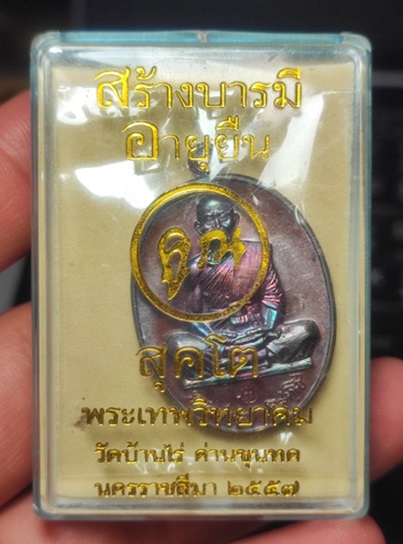 สร้างบารมี
อายุยืน
คูณ
สุคโต
พระเทพวิทยาคม
วัดบ้านไร่ ด่านขุนทด
นครราชสีมา ๒๕๕๗